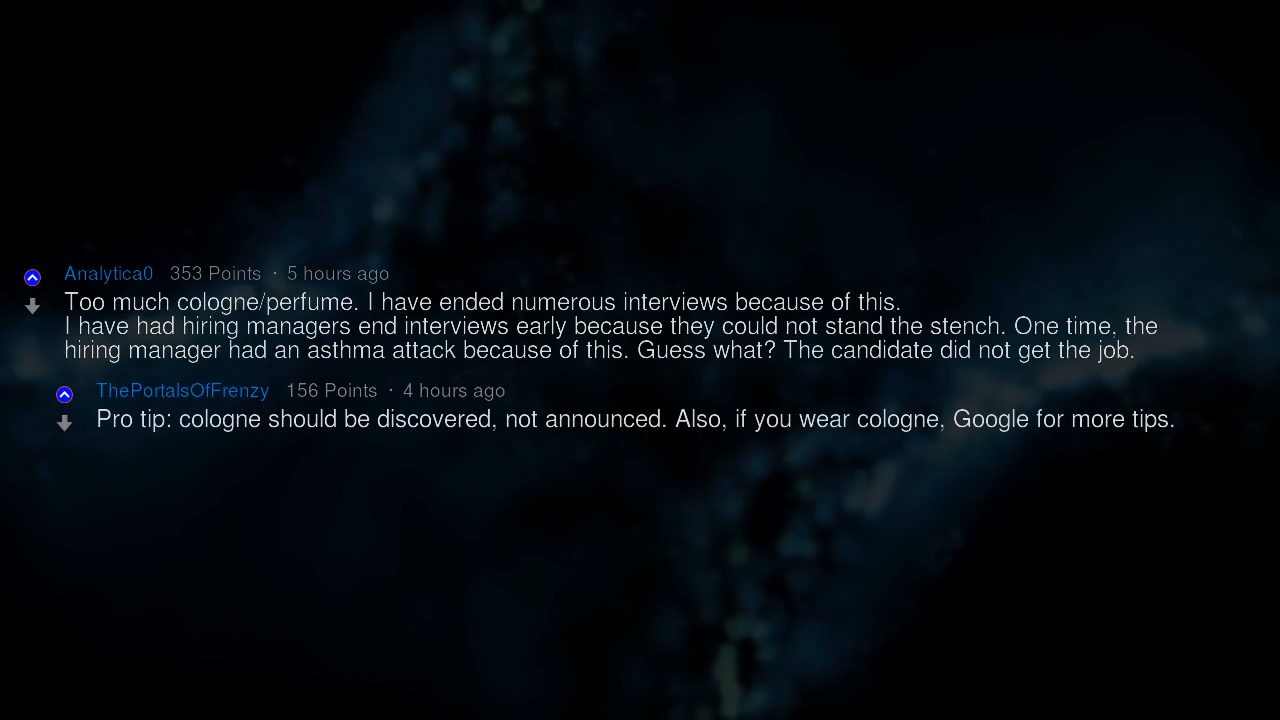 Analytica0 353 Points · 5 hours ago
Too much cologne/perfume. I have ended numerous interviews because of this.
I have had hiring managers end interviews early because they could not stand the stench. One time, the
hiring manager had an asthma attack because of this. Guess what? The candidate did not get the job.
ThePortalsOfFrenzy 156 Points · 4 hours ago
Pro tip: cologne should be discovered, not announced. Also, if you wear cologne, Google for more tips.